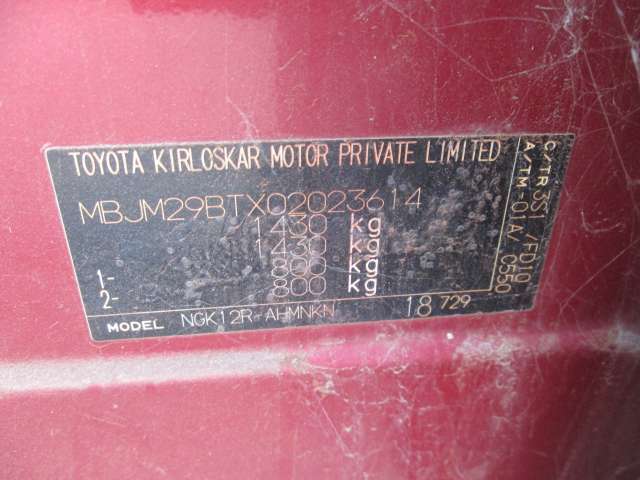 TOYOTA KIRLOSKAR MOTOR PRIVATE LIMITED
MBJM29BTX02023614
1430 kg
1430 kg
1- 800 kg
2- 800 kg
MODEL NGK12R-AHMNKN 18 729
C/TR 3S1 /FD10
A/TM -01A/ C550